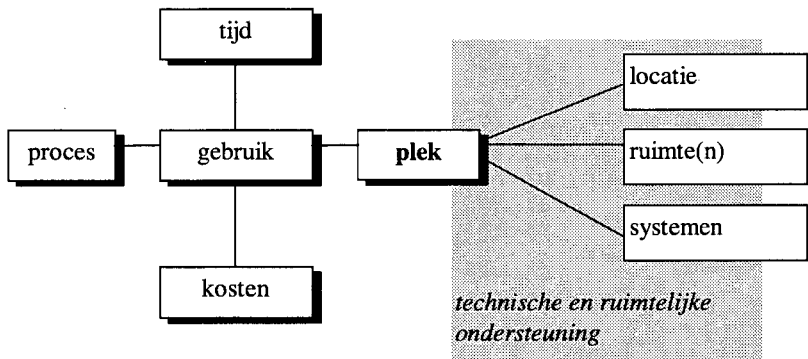 tijd
locatie
proces
gebruik
plek
ruimte(n)
systemen
kosten
technische en ruimtelijke
ondersteuning